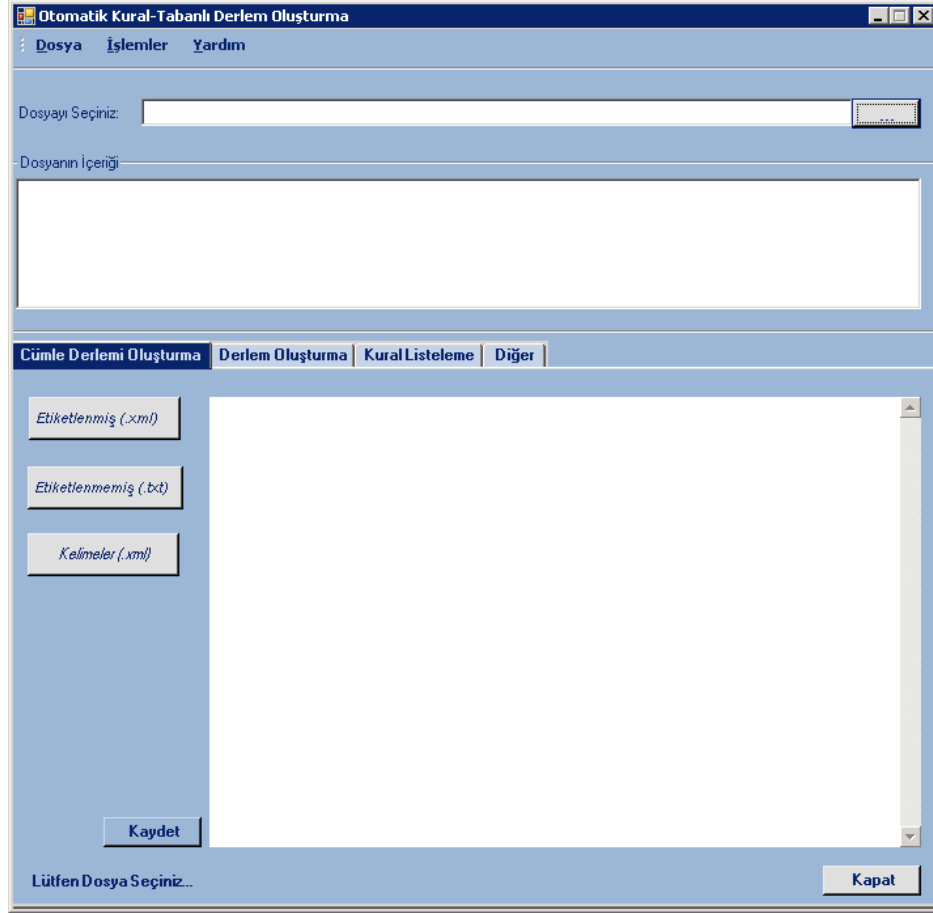 Otomatik Kural-Tabanlı Derlem Oluşturma
Dosya İşlemler Yardım
Dosyayı Seçiniz: ...
Dosyanın İçeriği
Cümle Derlemi Oluşturma Derlem Oluşturma Kural Listeleme Diğer
Etiketlenmiş (.xml)
Etiketlenmemiş (.txt)
Kelimeler (.xml)
Kaydet
Lütfen Dosya Seçiniz... Kapat